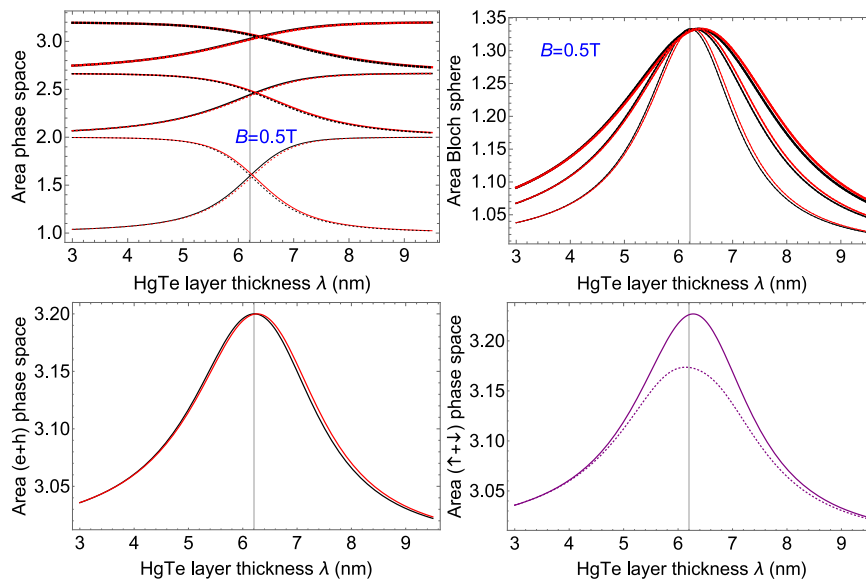 Area phase space
3.0
2.5
2.0
1.5
1.0
B=0.5T
3 4 5 6 7 8 9
HgTe layer thickness λ (nm)
Area Bloch sphere
1.30
1.25
1.20
1.15
1.10
1.05
B=0.5T
3 4 5 6 7 8 9
HgTe layer thickness λ (nm)
Area (e+h) phase space
3.20
3.15
3.10
3.05
3 4 5 6 7 8 9
HgTe layer thickness λ (nm)
Area (↑+↓) phase space
3.20
3.15
3.10
3.05
3 4 5 6 7 8 9
HgTe layer thickness λ (nm)